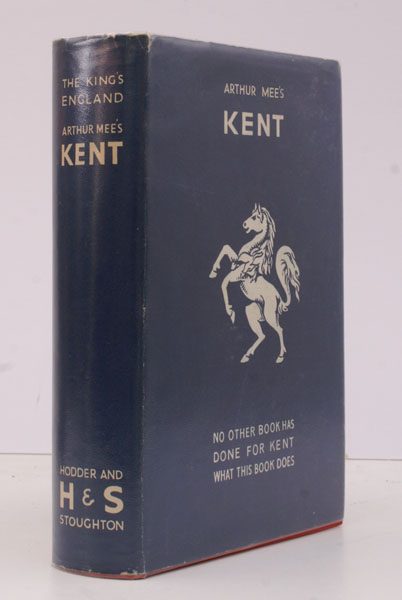 THE KING'S
ENGLAND
ARTHUR MEE'S
KENT
HODDER AND
H & S
STOUGHTON
ARTHUR MEE'S
KENT
NO OTHER BOOK HAS
DONE FOR KENT
WHAT THIS BOOK DOES